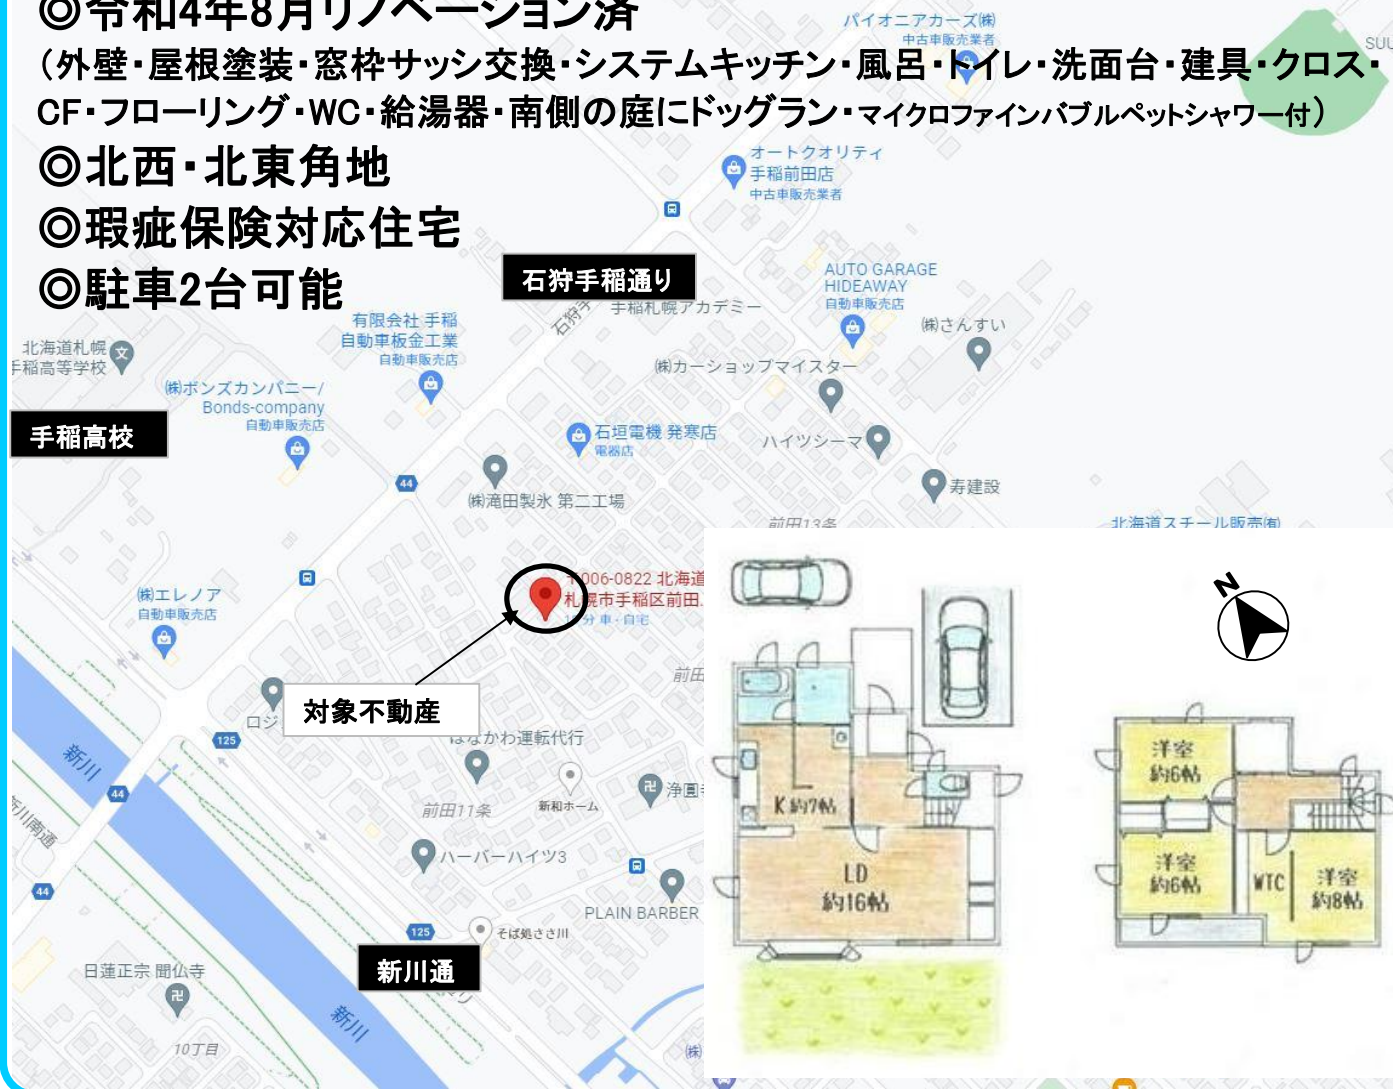 ◎令和4年8月リノベーション済
（外壁・屋根塗装・窓枠サッシ交換・システムキッチン・風呂・トイレ・洗面台・建具・クロス・
CF・フローリング・WC・給湯器・南側の庭にドッグラン・マイクロファインバブルペットシャワー付）
◎北西・北東角地
◎瑕疵保険対応住宅
◎駐車2台可能
パイオニアカーズ㈱
中古車販売業者
オートクオリティ
手稲前田店
中古車販売業者
石狩手稲通り
手稲札幌アカデミー
AUTO GARAGE
HIDEAWAY
自動車販売店
㈱さんすい
有限会社 手稲
自動車板金工業
自動車販売店
北海道札幌
手稲高等学校
㈱ボンズカンパニー/
Bonds-company
自動車販売店
㈱カーショップマイスター
手稲高校
石垣電機 発寒店
電器店
ハイツシーマ
44
㈱滝田製氷 第二工場
寿建設
前田13条
北海道スチール販売㈲
㈱エレノア
自動車販売店
〒006-0822 北海道
札幌市手稲区前田...
分 車・自宅
前田
対象不動産
ロジ
125
はなかわ運転代行
新川
44
前田11条
新和ホーム
浄圓寺
新川南通
ハーバーハイツ3
44
PLAIN BARBER
125
そば処ささ川
新川通
日蓮正宗 聞仏寺
新川
10丁目
㈱
N
K 約7帖
LD
約16帖
洋室
約6帖
洋室
約6帖
WTC
洋室
約8帖